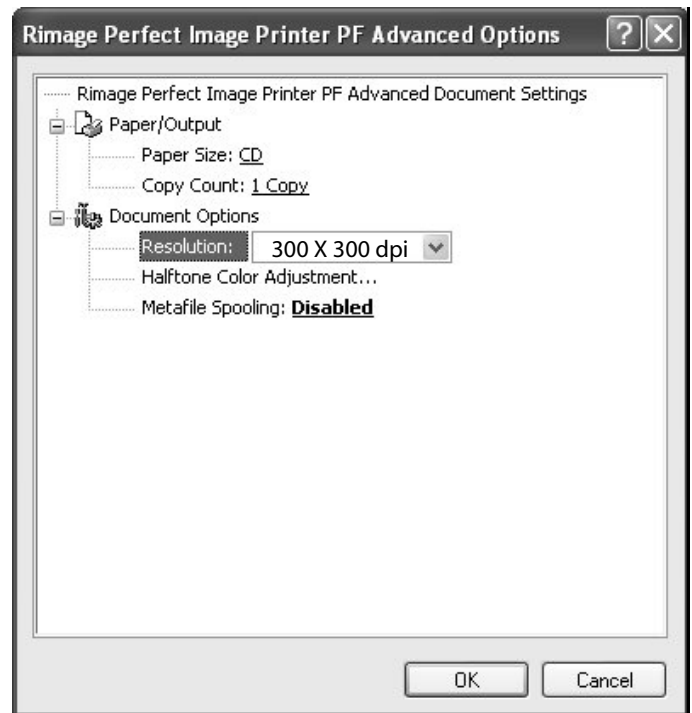 Rimage Perfect Image Printer PF Advanced Options
Rimage Perfect Image Printer PF Advanced Document Settings
Paper/Output
Paper Size: CD
Copy Count: 1 Copy
Document Options
Resolution: 300 X 300 dpi
Halftone Color Adjustment...
Metafile Spooling: Disabled
OK Cancel